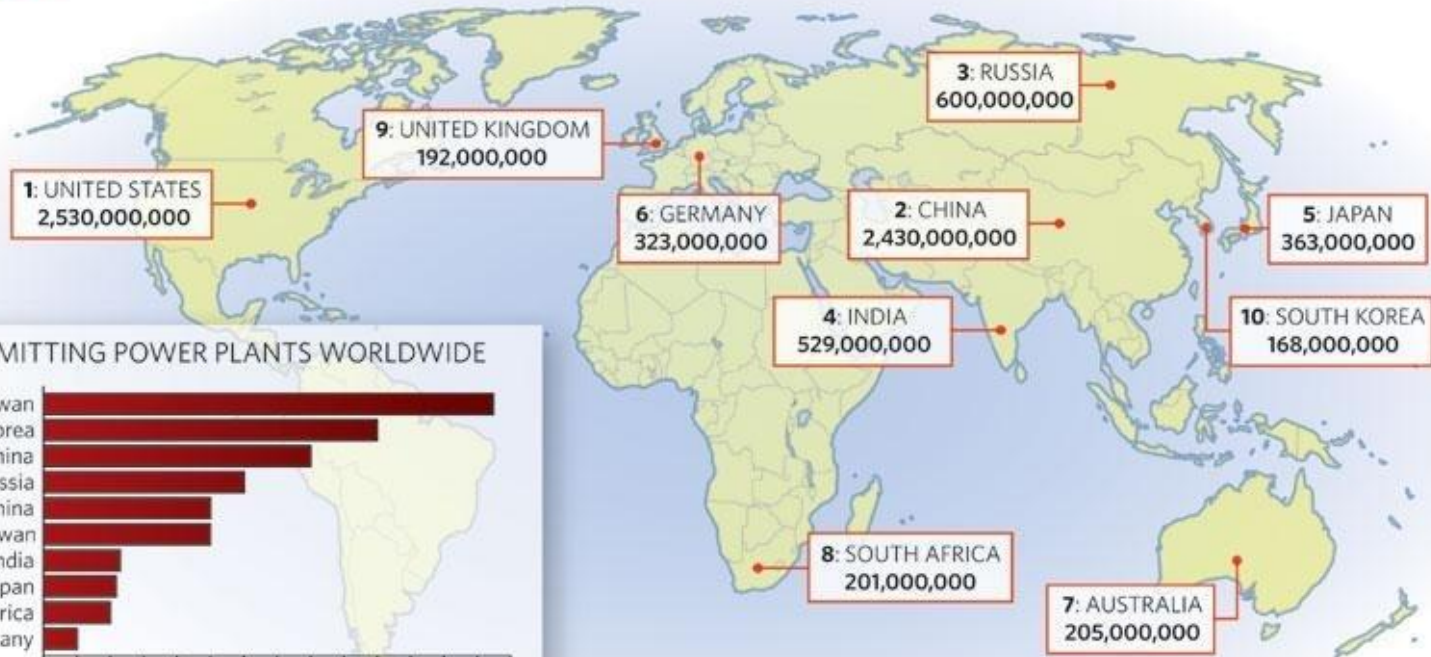 3: RUSSIA
600,000,000
9: UNITED KINGDOM
192,000,000
1: UNITED STATES
2,530,000,000
6: GERMANY
323,000,000
2: CHINA
2,430,000,000
5: JAPAN
363,000,000
4: INDIA
529,000,000
10: SOUTH KOREA
168,000,000
MITTING POWER PLANTS WORLDWIDE
wan
orea
hina
ssia
hina
wan
ndia
pan
rica
any
8: SOUTH AFRICA
201,000,000
7: AUSTRALIA
205,000,000